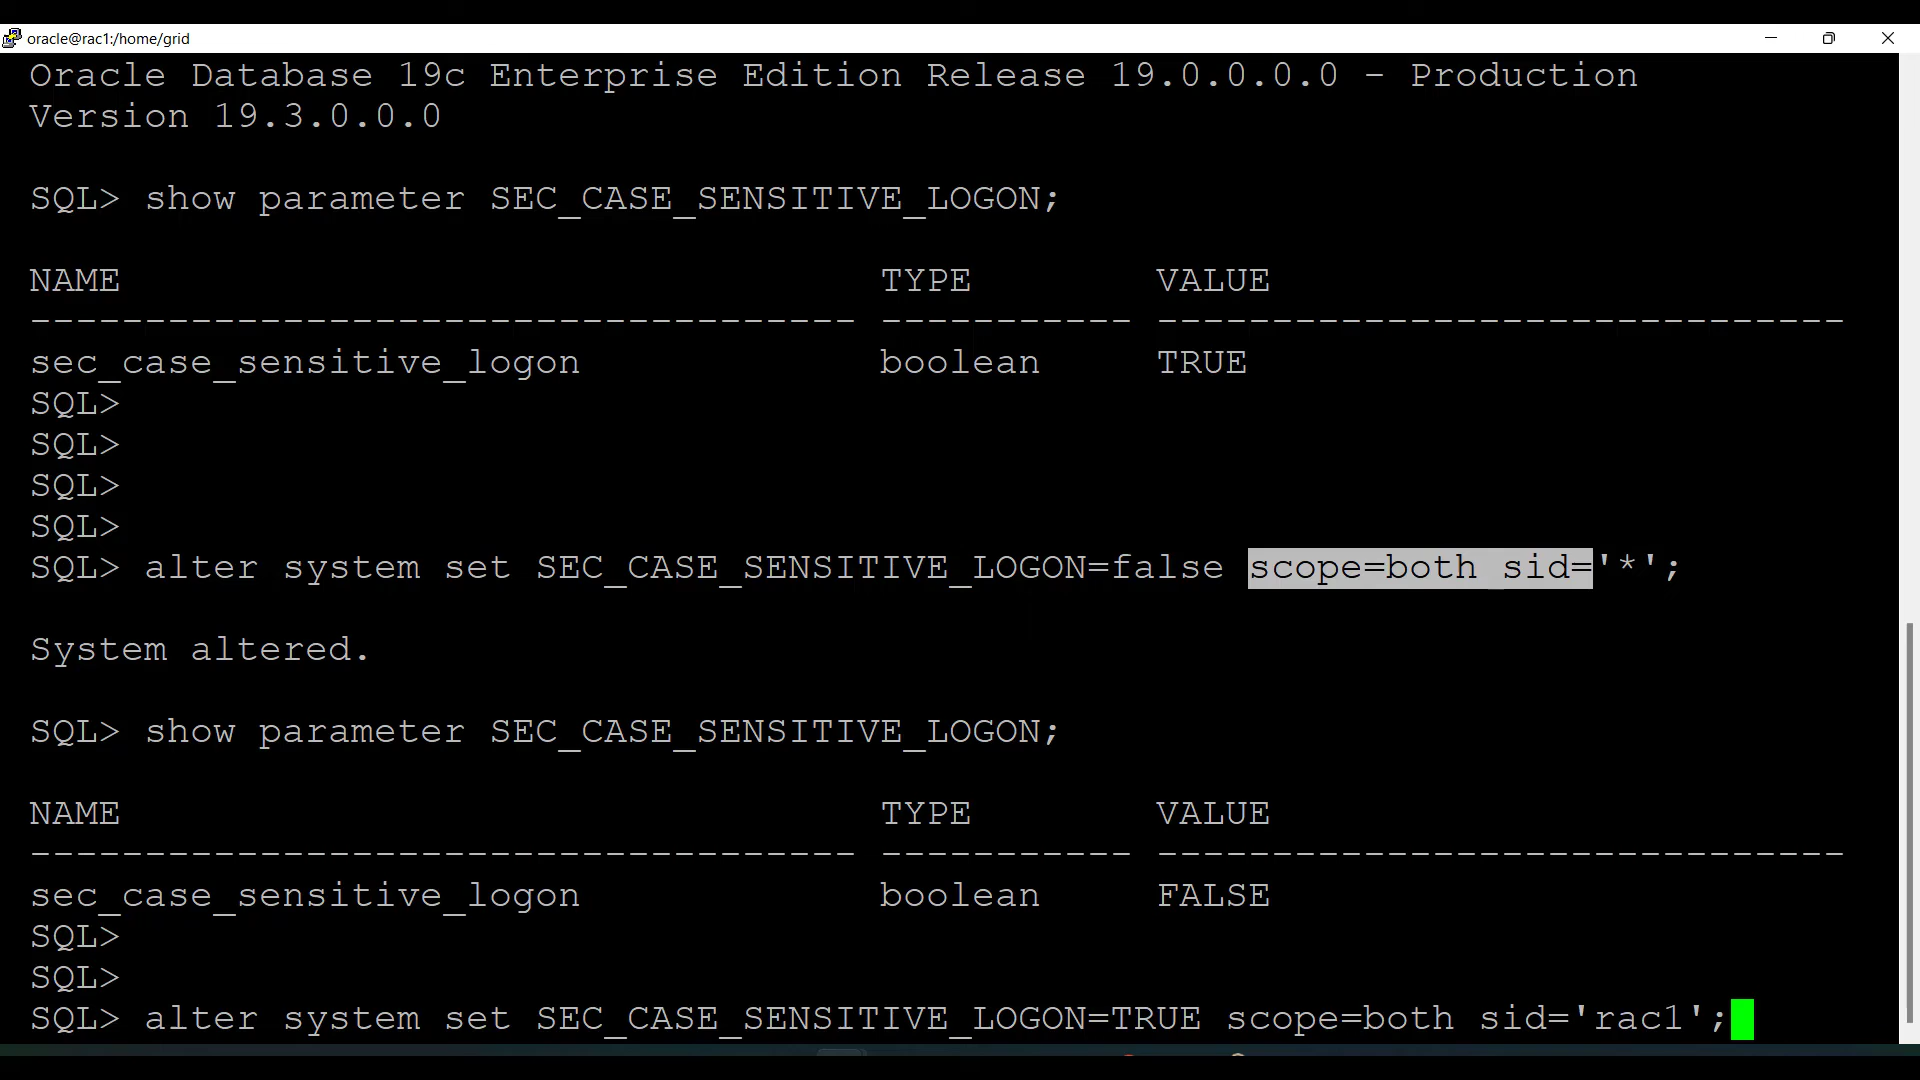 oracle@rac1:/home/grid
Oracle Database 19c Enterprise Edition Release 19.0.0.0.0 - Production
Version 19.3.0.0.0
SQL> show parameter SEC_CASE_SENSITIVE_LOGON;
NAME                                 TYPE        VALUE
------------------------------------ ----------- ------------------------------
sec_case_sensitive_logon             boolean     TRUE
SQL>
SQL>
SQL>
SQL>
SQL> alter system set SEC_CASE_SENSITIVE_LOGON=false scope=both sid='*';
System altered.
SQL> show parameter SEC_CASE_SENSITIVE_LOGON;
NAME                                 TYPE        VALUE
------------------------------------ ----------- ------------------------------
sec_case_sensitive_logon             boolean     FALSE
SQL>
SQL>
SQL> alter system set SEC_CASE_SENSITIVE_LOGON=TRUE scope=both sid='rac1';